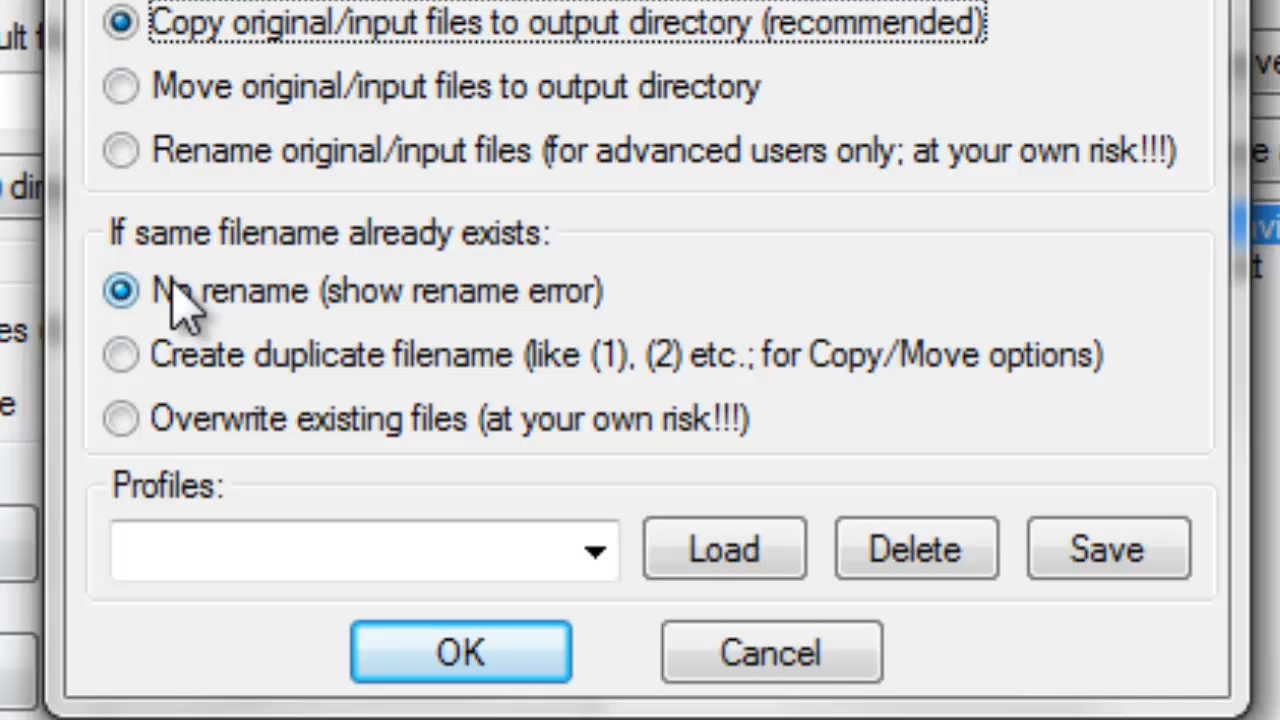 Copy original/input files to output directory (recommended)
Move original/input files to output directory
Rename original/input files (for advanced users only; at your own risk!!!)
If same filename already exists:
No rename (show rename error)
Create duplicate filename (like (1), (2) etc.; for Copy/Move options)
Overwrite existing files (at your own risk!!!)
Profiles:
Load
Delete
Save
OK
Cancel